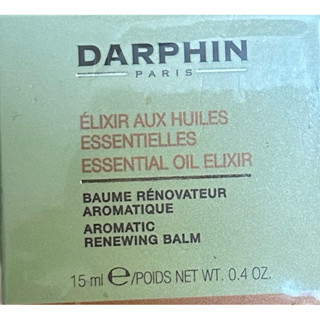 DARPHIN
PARIS
ÉLIXIR AUX HUILES
ESSENTIELLES
ESSENTIAL OIL ELIXIR
BAUME RÉNOVATEUR
AROMATIQUE
AROMATIC
RENEWING BALM
15 ml ℮/POIDS NET WT. 0.4 OZ.